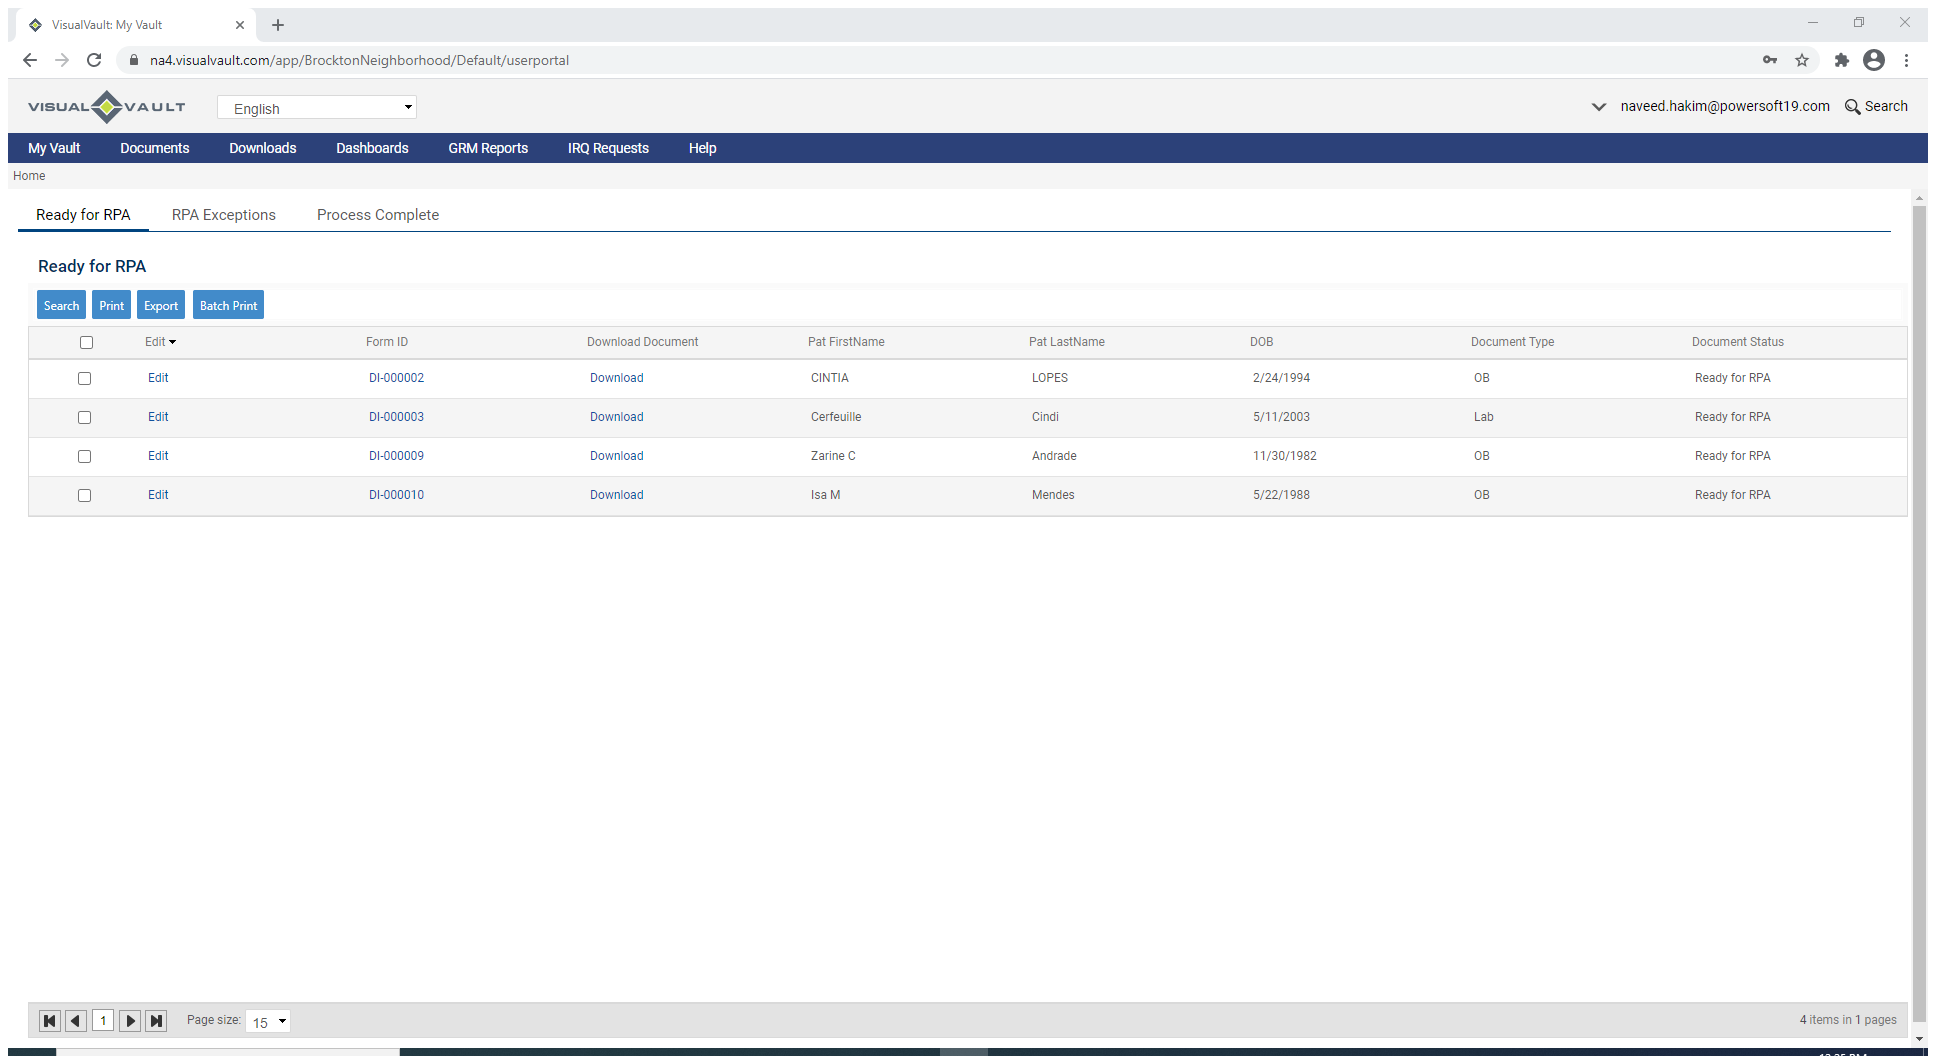 VisualVault: My Vault
na4.visualvault.com/app/BrocktonNeighborhood/Default/userportal
VISUAL VAULT English naveed.hakim@powersoft19.com Search
My Vault Documents Downloads Dashboards GRM Reports IRQ Requests Help
Home
Ready for RPA RPA Exceptions Process Complete
Ready for RPA
Search Print Export Batch Print
Edit Form ID Download Document Pat FirstName Pat LastName DOB Document Type Document Status
Edit DI-000002 Download CINTIA LOPES 2/24/1994 OB Ready for RPA
Edit DI-000003 Download Cerfeuille Cindi 5/11/2003 Lab Ready for RPA
Edit DI-000009 Download Zarine C Andrade 11/30/1982 OB Ready for RPA
Edit DI-000010 Download Isa M Mendes 5/22/1988 OB Ready for RPA
1 Page size: 15 4 items in 1 pages